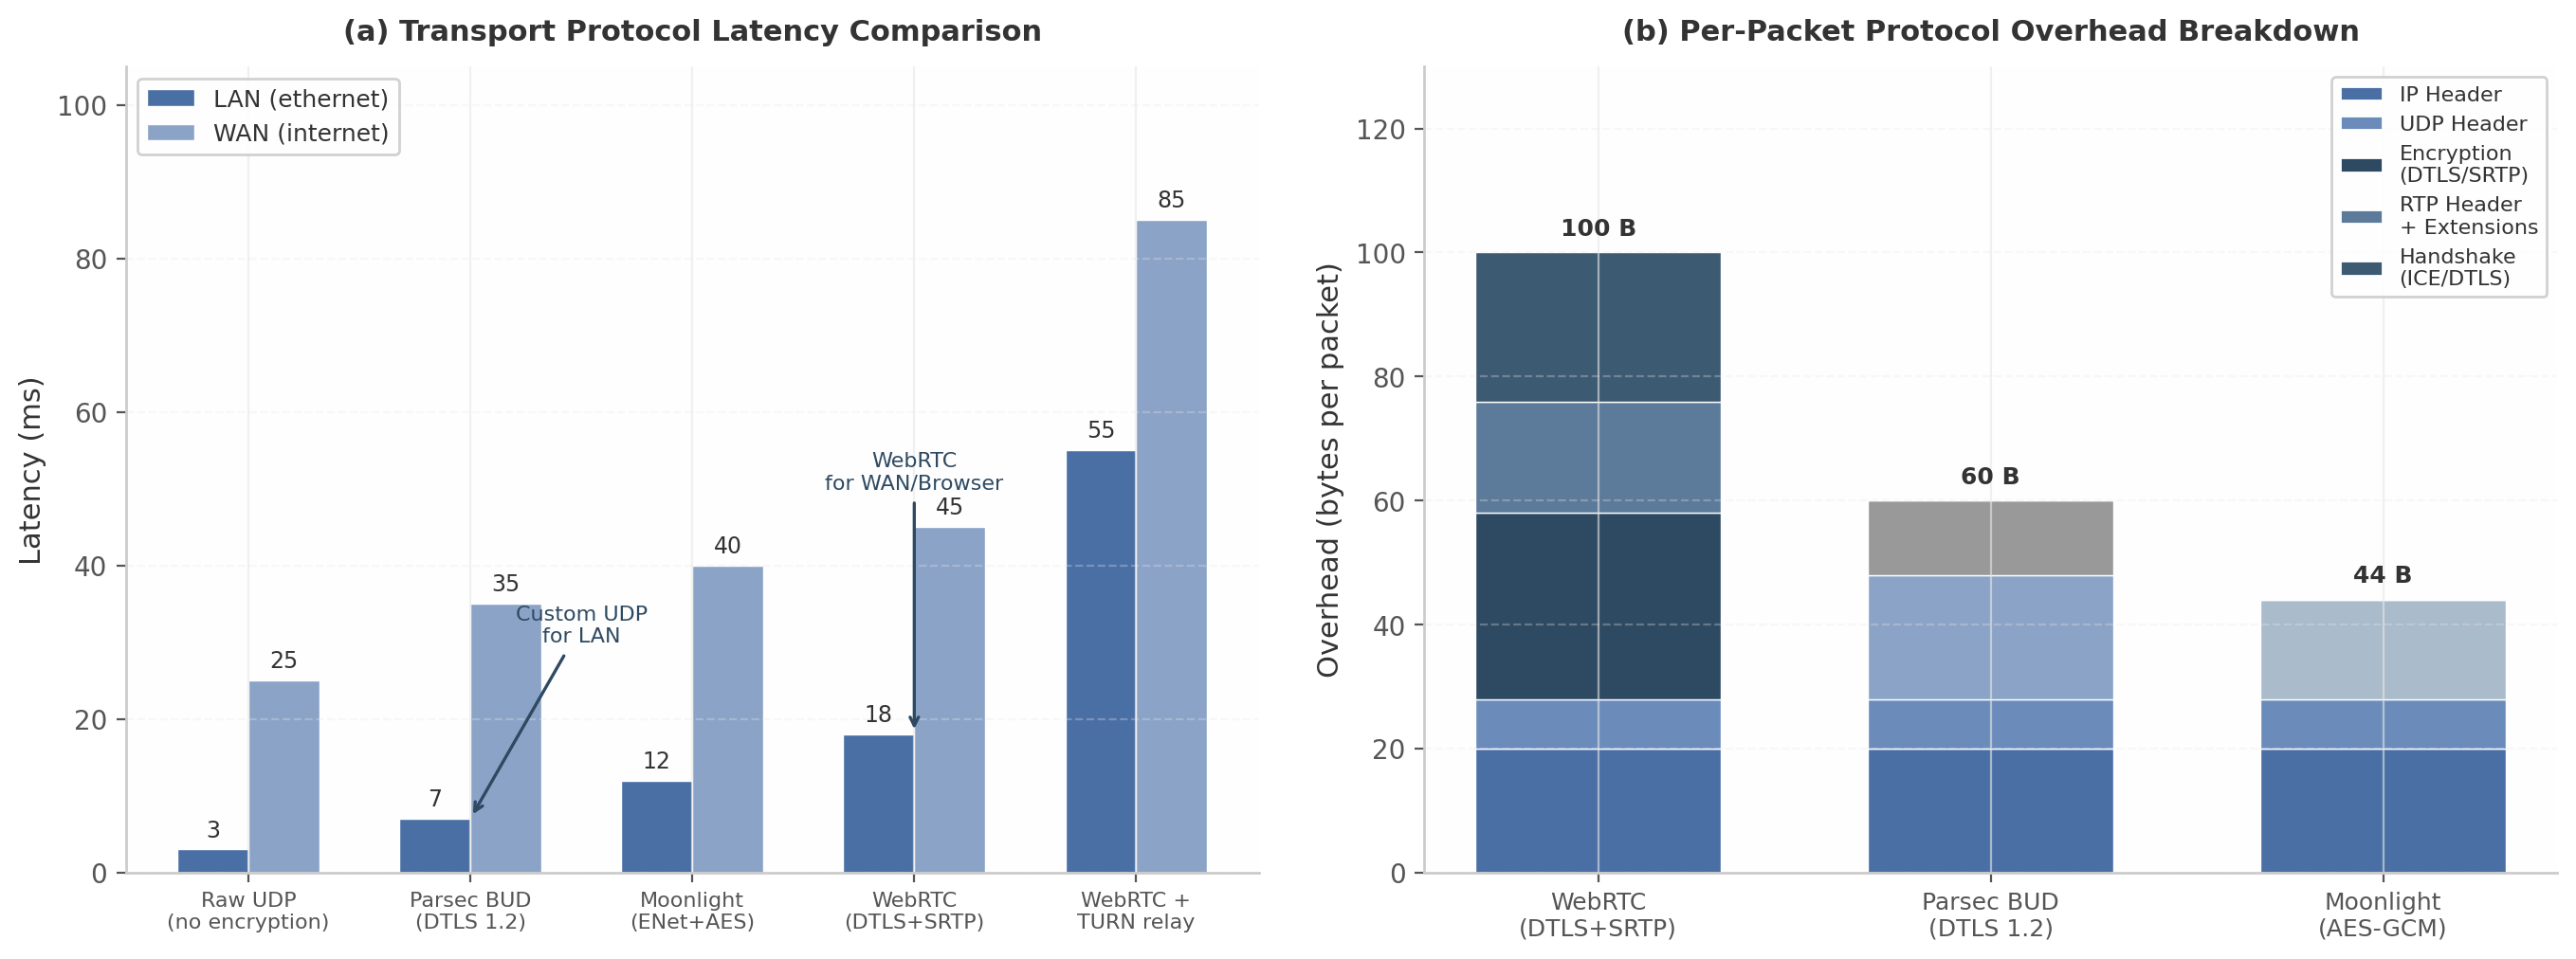 (a) Transport Protocol Latency Comparison
LAN (ethernet)
WAN (internet)
Latency (ms)
100
80
60
40
20
0
3
25
7
35
Custom UDP
for LAN
12
40
WebRTC
for WAN/Browser
18
45
55
85
Raw UDP
(no encryption)
Parsec BUD
(DTLS 1.2)
Moonlight
(ENet+AES)
WebRTC
(DTLS+SRTP)
WebRTC +
TURN relay
(b) Per-Packet Protocol Overhead Breakdown
IP Header
UDP Header
Encryption
(DTLS/SRTP)
RTP Header
+ Extensions
Handshake
(ICE/DTLS)
Overhead (bytes per packet)
120
100
80
60
40
20
0
100 B
60 B
44 B
WebRTC
(DTLS+SRTP)
Parsec BUD
(DTLS 1.2)
Moonlight
(AES-GCM)